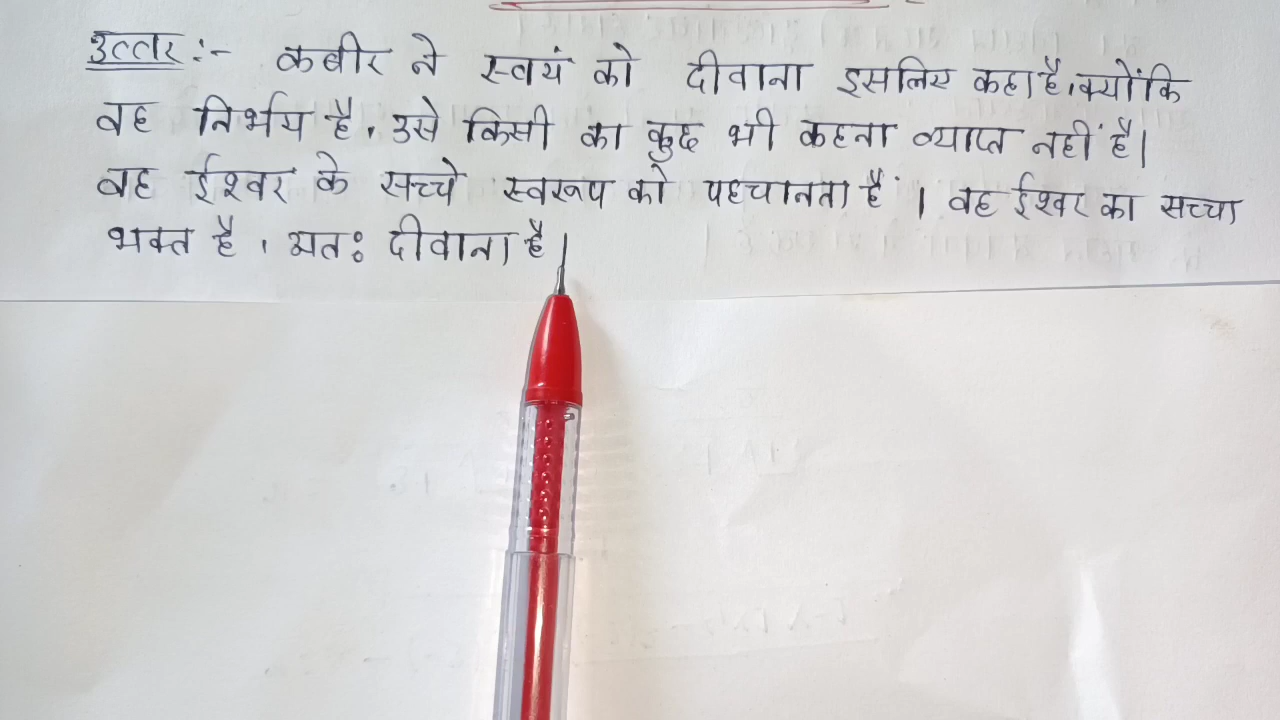 उत्तर:- कबीर ने स्वयं को दीवाना इसलिए कहा है, क्योंकि
वह निर्भय है, उसे किसी का कुछ भी कहना व्याप्त नहीं है।
वह ईश्वर के सच्चे स्वरूप को पहचानता है । वह ईश्वर का सच्चा
भक्त है , अतः दीवाना है।